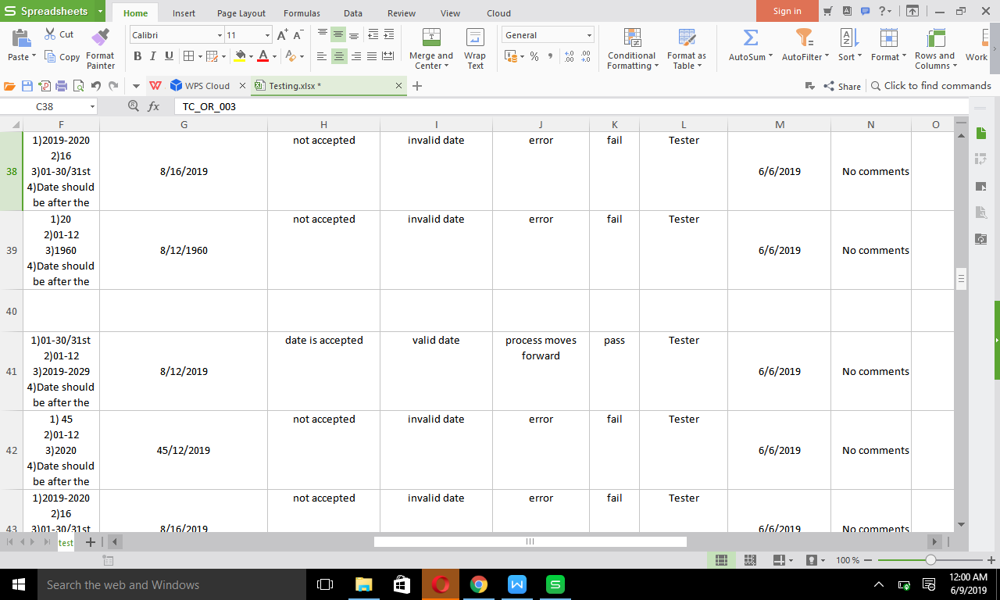 Spreadsheets
Home Insert Page Layout Formulas Data Review View Cloud
Sign in
Paste Cut Copy Format Painter
Calibri 11
B I U
Merge and Center Wrap Text
General
Conditional Formatting Format as Table
AutoSum AutoFilter Sort Format Rows and Columns Work
WPS Cloud Testing.xlsx * Share Click to find commands
C38 fx TC_OR_003
F G H I J K L M N O
38
1)2019-2020
2)16
3)01-30/31st
4)Date should
be after the
8/16/2019
not accepted
invalid date
error
fail
Tester
6/6/2019
No comments
39
1)20
2)01-12
3)1960
4)Date should
be after the
8/12/1960
not accepted
invalid date
error
fail
Tester
6/6/2019
No comments
40
41
1)01-30/31st
2)01-12
3)2019-2029
4)Date should
be after the
8/12/2019
date is accepted
valid date
process moves
forward
pass
Tester
6/6/2019
No comments
42
1) 45
2)01-12
3)2020
4)Date should
be after the
45/12/2019
not accepted
invalid date
error
fail
Tester
6/6/2019
No comments
43
1)2019-2020
2)16
3)01-30/31st
8/16/2019
not accepted
invalid date
error
fail
Tester
6/6/2019
No comments
test
100 %
Search the web and Windows
12:00 AM
6/9/2019